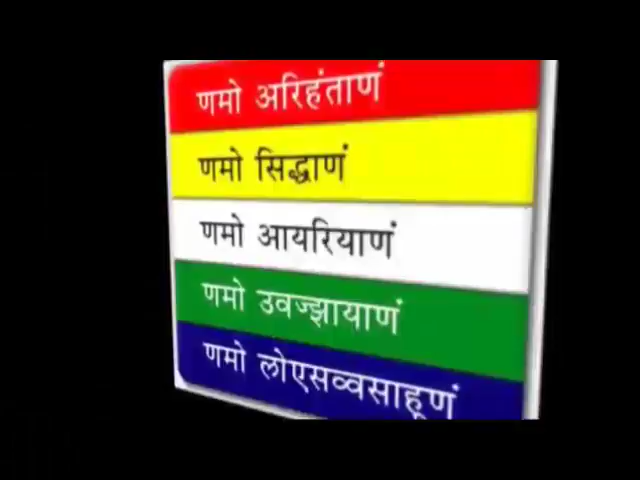 णमो अरिहंताणं
णमो सिद्धाणं
णमो आयरियाणं
णमो उवज्झायाणं
णमो लोएसव्वसाहूणं